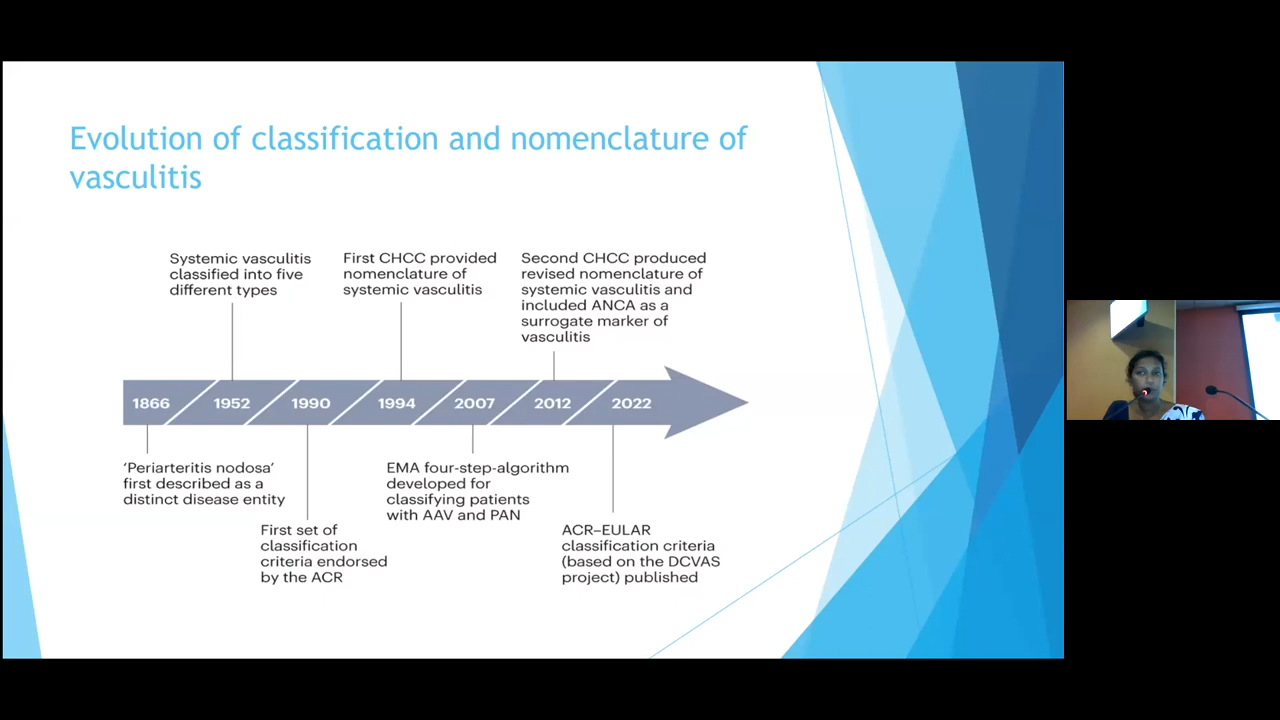 Evolution of classification and nomenclature of
vasculitis
Systemic vasculitis
classified into five
different types
First CHCC provided
nomenclature of
systemic vasculitis
Second CHCC produced
revised nomenclature of
systemic vasculitis and
included ANCA as a
surrogate marker of
vasculitis
1866 1952 1990 1994 2007 2012 2022
‘Periarteritis nodosa’
first described as a
distinct disease entity
First set of
classification
criteria endorsed
by the ACR
EMA four-step-algorithm
developed for
classifying patients
with AAV and PAN
ACR–EULAR
classification criteria
(based on the DCVAS
project) published